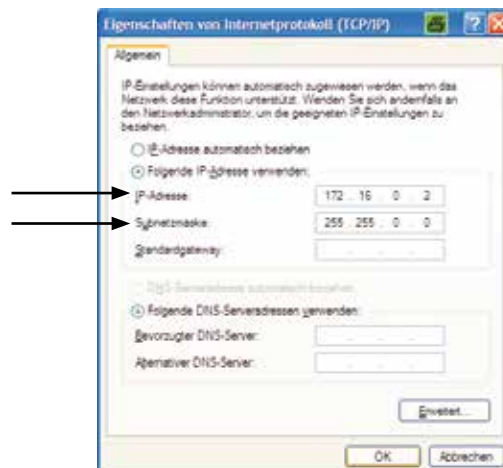 Eigenschaften von Internetprotokoll (TCP/IP)
Allgemein
IP-Einstellungen können automatisch zugewiesen werden, wenn das
Netzwerk diese Funktion unterstützt. Wenden Sie sich andernfalls an
den Netzwerkadministrator, um die geeigneten IP-Einstellungen zu
beziehen.
IP-Adresse automatisch beziehen
Folgende IP-Adresse verwenden:
IP-Adresse: 172 . 16 . 0 . 2
Subnetzmaske: 255 . 255 . 0 . 0
Standardgateway:
DNS-Serveradresse automatisch beziehen
Folgende DNS-Serveradressen verwenden:
Bevorzugter DNS-Server:
Alternativer DNS-Server:
Erweitert...
OK Abbrechen